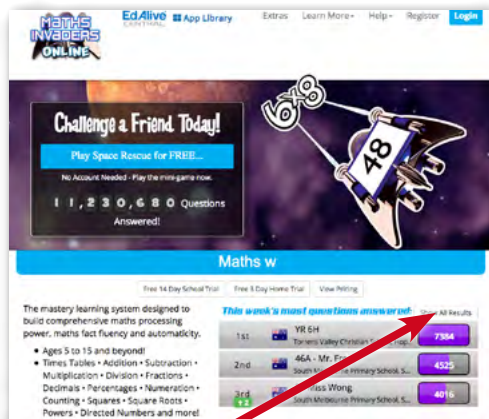 MATHS INVADERS ONLINE
EdAlive CENTRAL App Library Extras Learn More Help Register Login
Challenge a Friend Today!
Play Space Rescue for FREE...
No Account Needed - Play the mini-game now.
11,230,680 Questions
Answered!
6x8
48
Maths w
Free 14 Day School Trial Free 5 Day Home Trial View Pricing
The mastery learning system designed to
build comprehensive maths processing
power, maths fact fluency and automaticity.
• Ages 5 to 15 and beyond!
• Times Tables • Addition • Subtraction •
Multiplication • Division • Fractions •
Decimals • Percentages • Numeration •
Counting • Squares • Square Roots •
Powers • Directed Numbers and more!
This week's most questions answered: Show All Results
1st YR 6H 7384
Torrens Valley Christian School, Hop...
2nd 46A - Mr. 4525
South Melbourne Primary School, S...
3rd 2 Miss Wong 4016
South Melbourne Primary School, S...